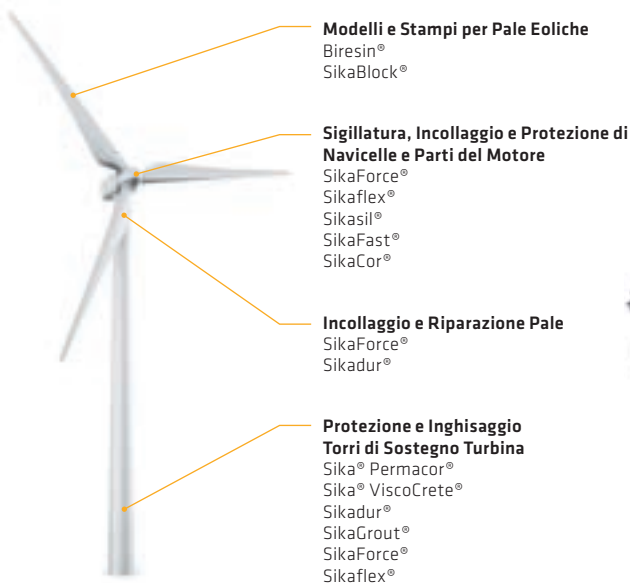 Modelli e Stampi per Pale Eoliche
Biresin®
SikaBlock®
Sigillatura, Incollaggio e Protezione di
Navicelle e Parti del Motore
SikaForce®
Sikaflex®
Sikasil®
SikaFast®
SikaCor®
Incollaggio e Riparazione Pale
SikaForce®
Sikadur®
Protezione e Inghisaggio
Torri di Sostegno Turbina
Sika® Permacor®
Sika® ViscoCrete®
Sikadur®
SikaGrout®
SikaForce®
Sikaflex®